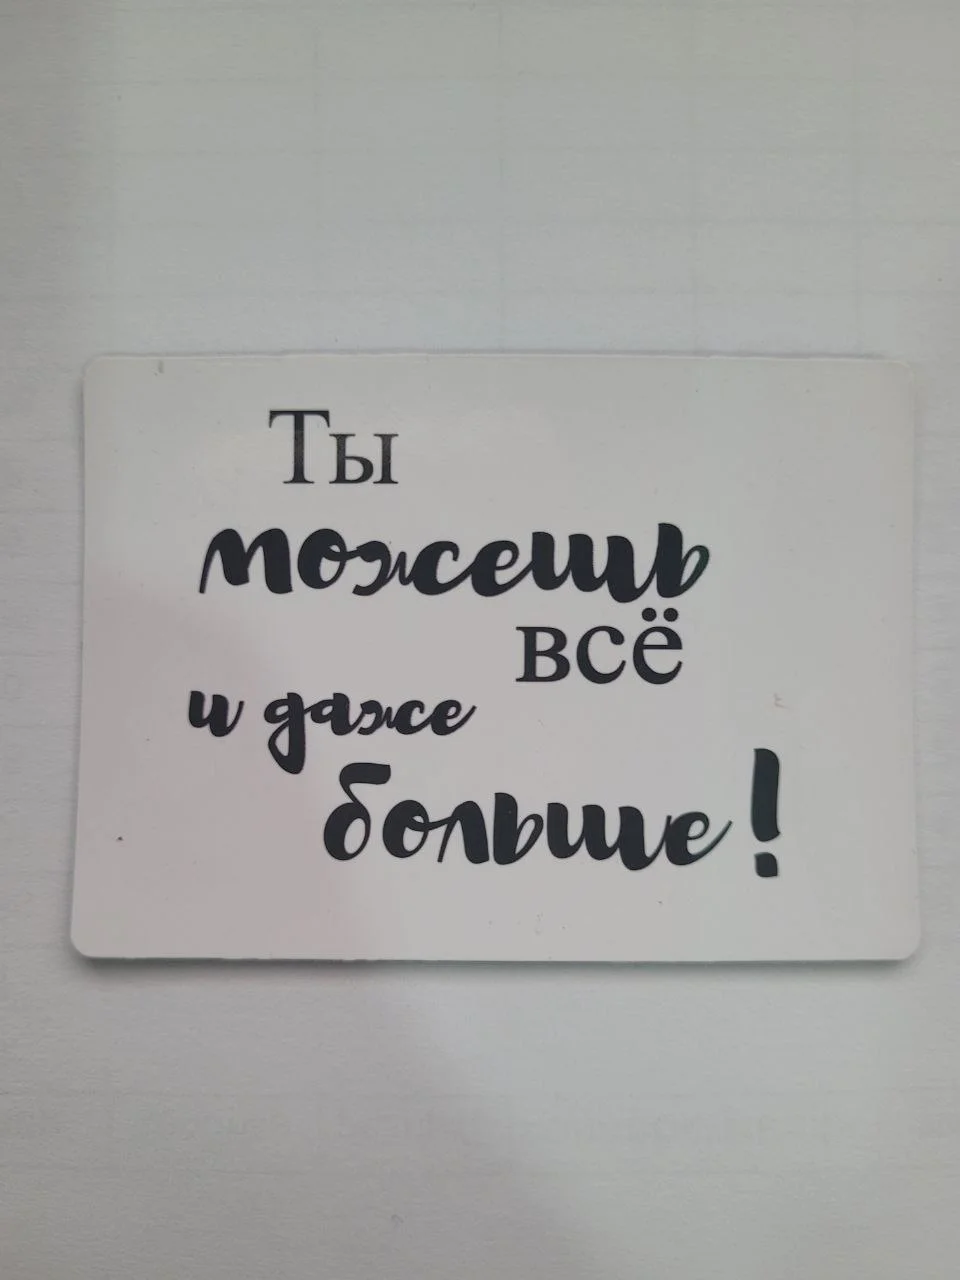 Ты
можешь
всё
и даже
больше!